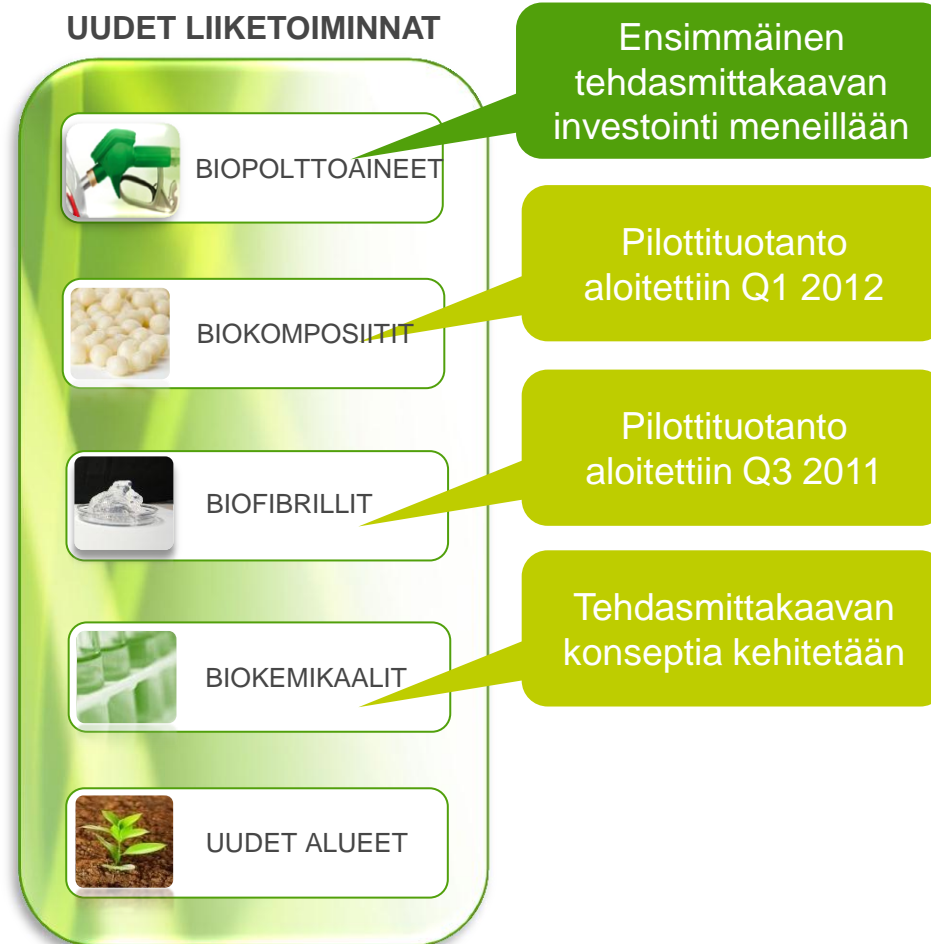 UUDET LIIKETOIMINNAT
BIOPOLTTOAINEET
Ensimmäinen
tehdasmittakaavan
investointi meneillään
BIOKOMPOSIITIT
Pilottituotanto
aloitettiin Q1 2012
BIOFIBRILLIT
Pilottituotanto
aloitettiin Q3 2011
BIOKEMIKAALIT
Tehdasmittakaavan
konseptia kehitetään
UUDET ALUEET